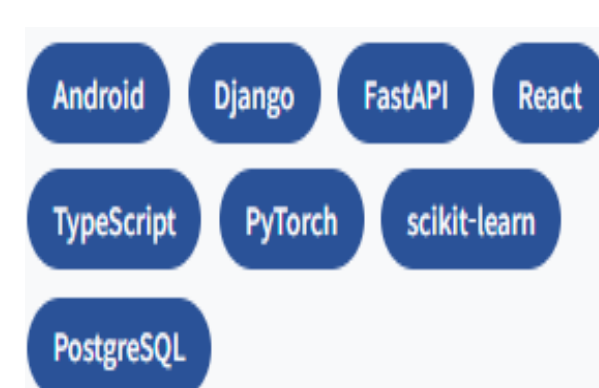 Android Django FastAPI React
TypeScript PyTorch scikit-learn
PostgreSQL